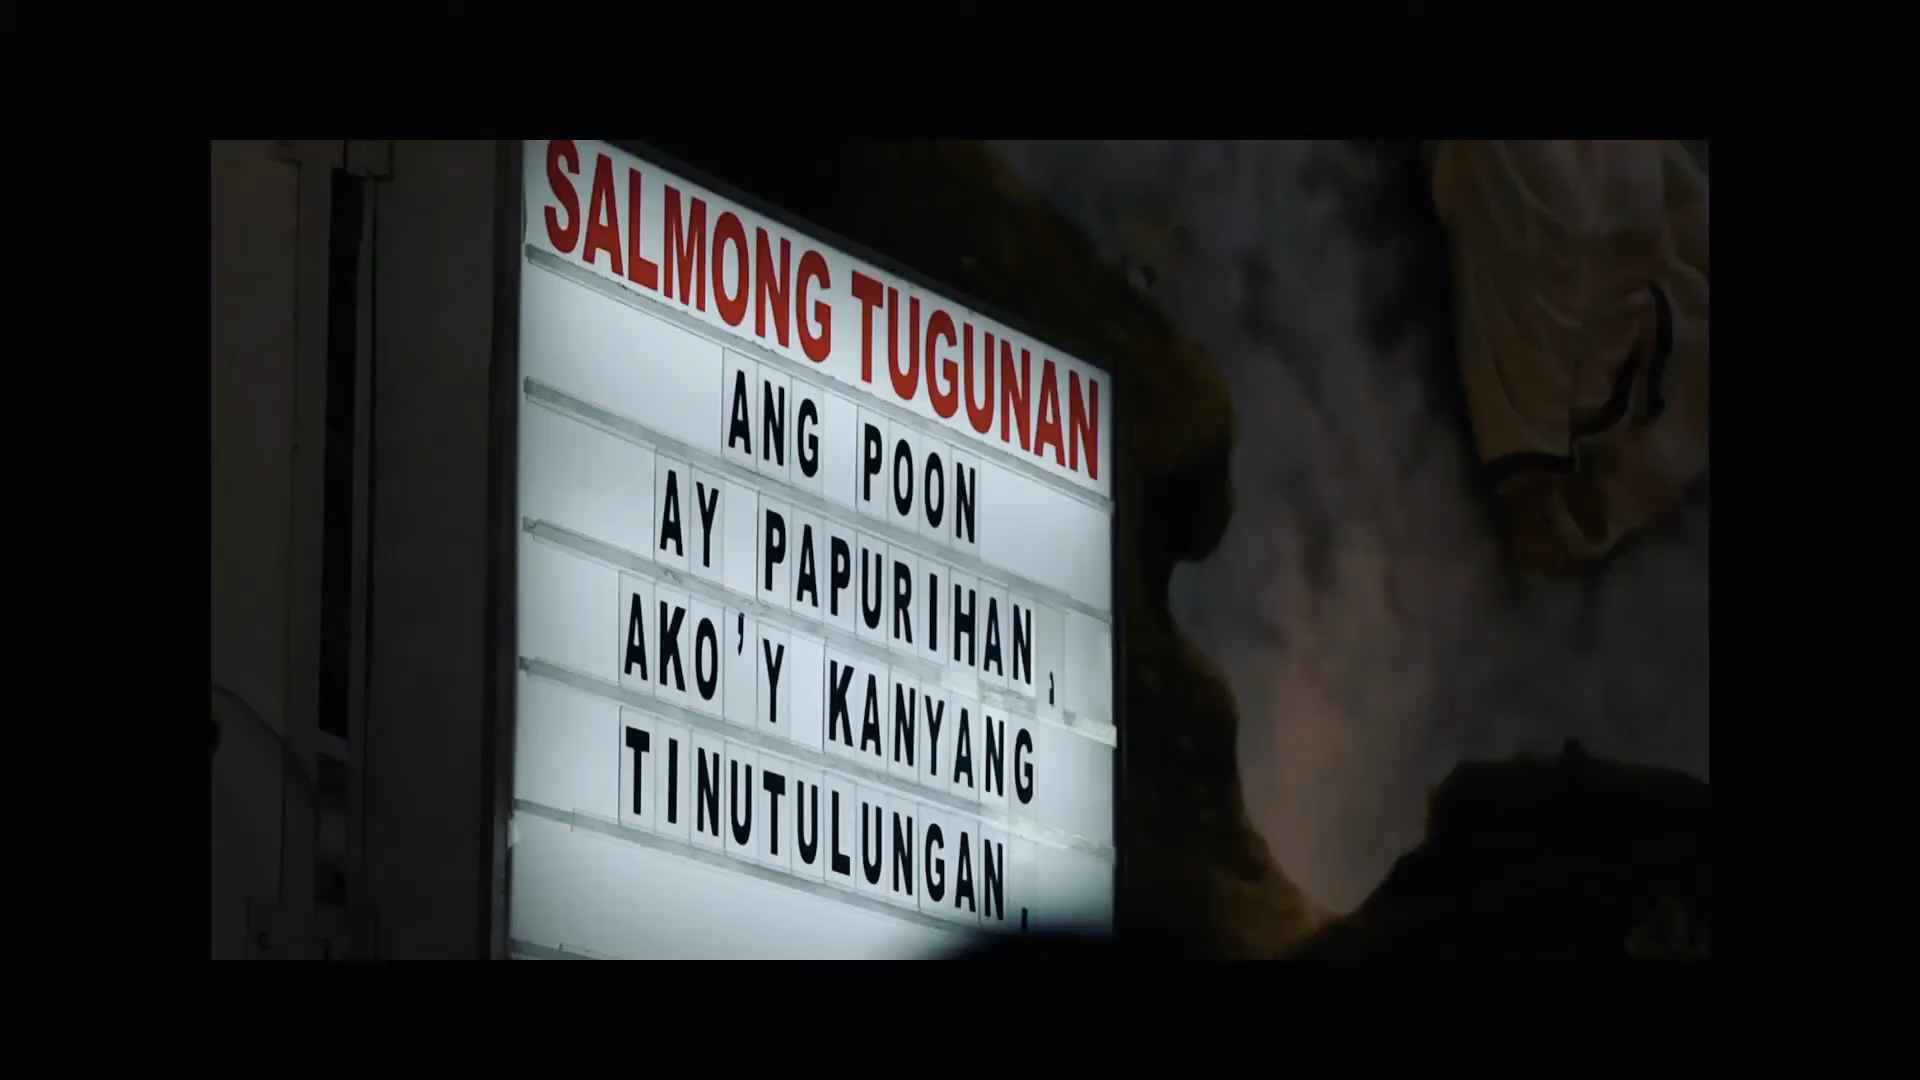 SALMONG TUGUNAN
ANG POON
AY PAPURIHAN,
AKO'Y KANYANG
TINUTULUNGAN,